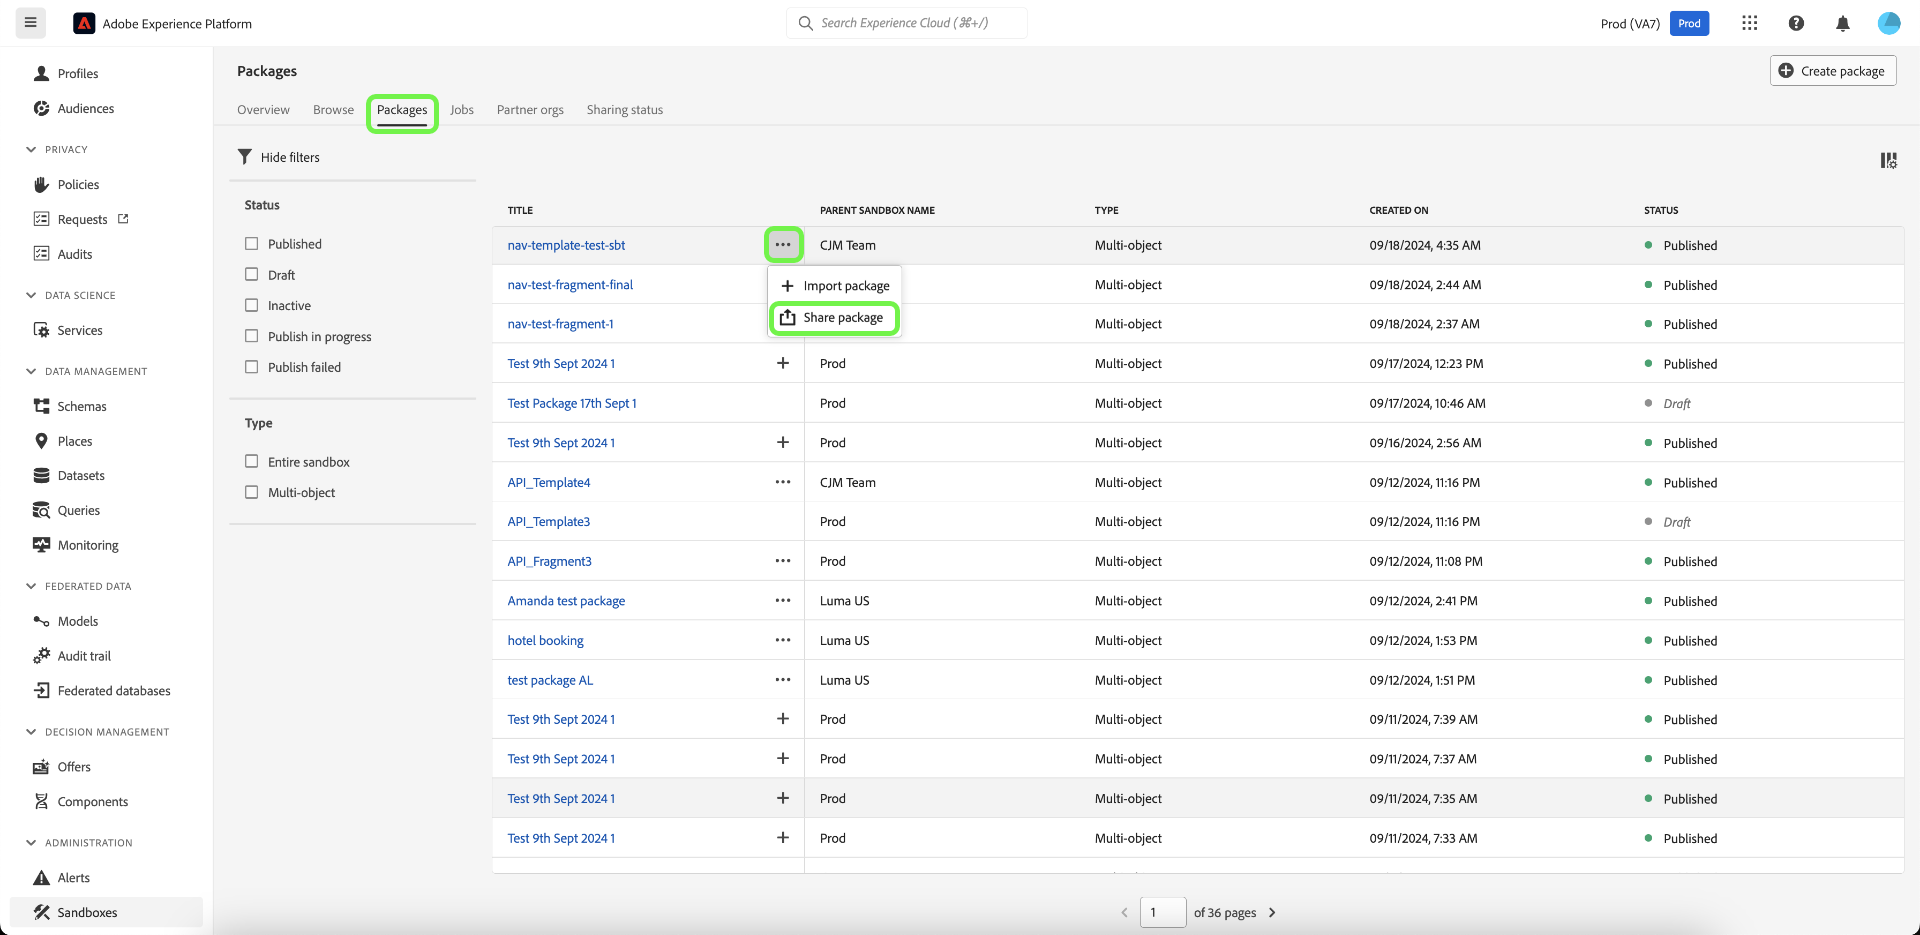 Adobe Experience Platform
Search Experience Cloud (⌘+/)
Prod (VA7) Prod
Profiles
Audiences
PRIVACY
Policies
Requests
Audits
DATA SCIENCE
Services
DATA MANAGEMENT
Schemas
Places
Datasets
Queries
Monitoring
FEDERATED DATA
Models
Audit trail
Federated databases
DECISION MANAGEMENT
Offers
Components
ADMINISTRATION
Alerts
Sandboxes
Packages
Create package
Overview Browse Packages Jobs Partner orgs Sharing status
Hide filters
Status
Published
Draft
Inactive
Publish in progress
Publish failed
Type
Entire sandbox
Multi-object
TITLE PARENT SANDBOX NAME TYPE CREATED ON STATUS
nav-template-test-sbt ··· CJM Team Multi-object 09/18/2024, 4:35 AM Published
nav-test-fragment-final Multi-object 09/18/2024, 2:44 AM Published
nav-test-fragment-1 Multi-object 09/18/2024, 2:37 AM Published
Import package
Share package
Test 9th Sept 2024 1 + Prod Multi-object 09/17/2024, 12:23 PM Published
Test Package 17th Sept 1 Prod Multi-object 09/17/2024, 10:46 AM Draft
Test 9th Sept 2024 1 + Prod Multi-object 09/16/2024, 2:56 AM Published
API_Template4 ··· CJM Team Multi-object 09/12/2024, 11:16 PM Published
API_Template3 Prod Multi-object 09/12/2024, 11:16 PM Draft
API_Fragment3 ··· Prod Multi-object 09/12/2024, 11:08 PM Published
Amanda test package ··· Luma US Multi-object 09/12/2024, 2:41 PM Published
hotel booking ··· Luma US Multi-object 09/12/2024, 1:53 PM Published
test package AL ··· Luma US Multi-object 09/12/2024, 1:51 PM Published
Test 9th Sept 2024 1 + Prod Multi-object 09/11/2024, 7:39 AM Published
Test 9th Sept 2024 1 + Prod Multi-object 09/11/2024, 7:37 AM Published
Test 9th Sept 2024 1 + Prod Multi-object 09/11/2024, 7:35 AM Published
Test 9th Sept 2024 1 + Prod Multi-object 09/11/2024, 7:33 AM Published
1 of 36 pages